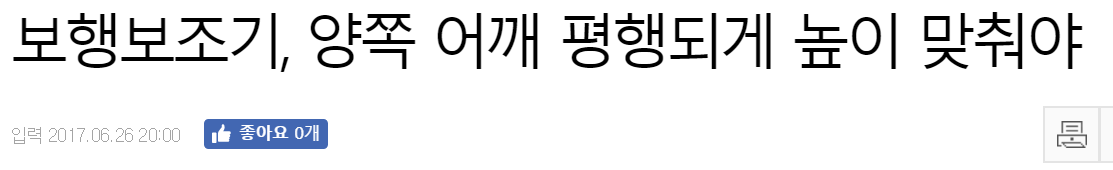 보행보조기, 양쪽 어깨 평행되게 높이 맞춰야
입력 2017.06.26 20:00 좋아요 0개